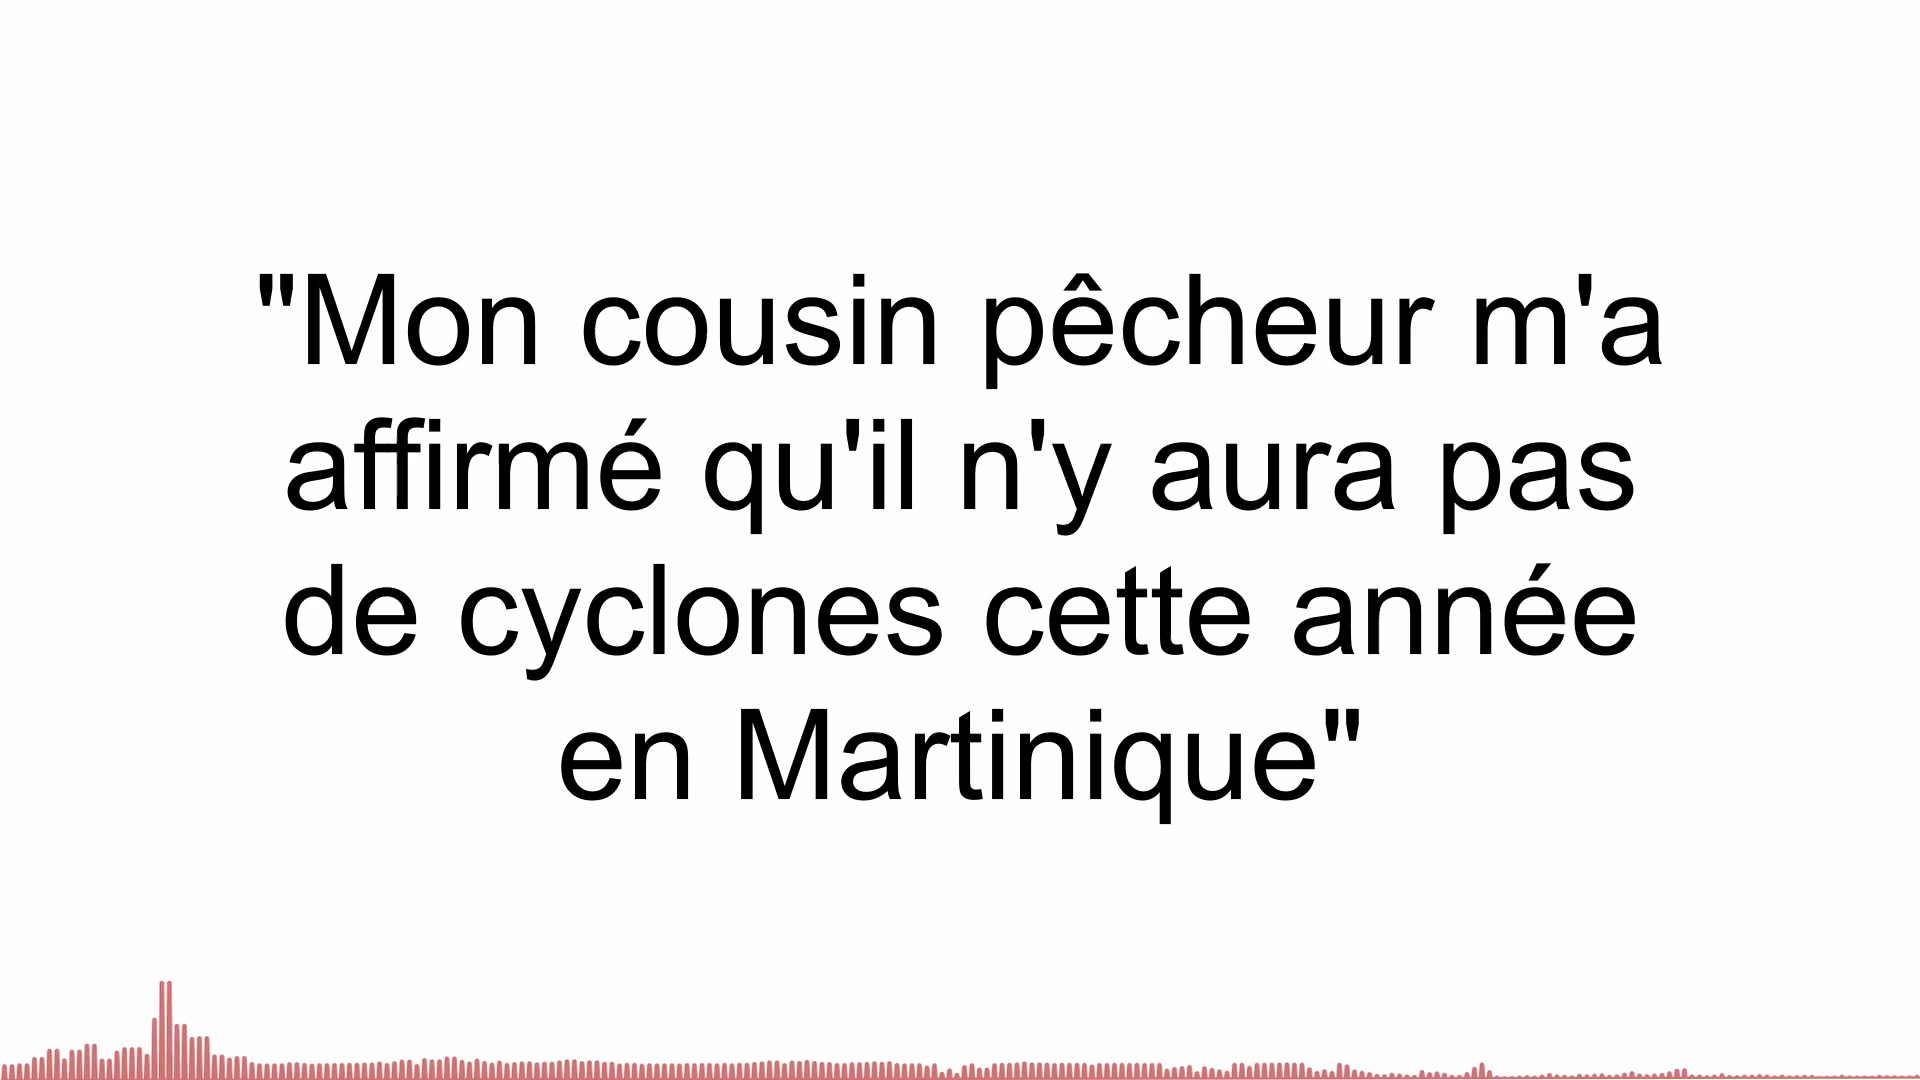 "Mon cousin pêcheur m'a
affirmé qu'il n'y aura pas
de cyclones cette année
en Martinique"